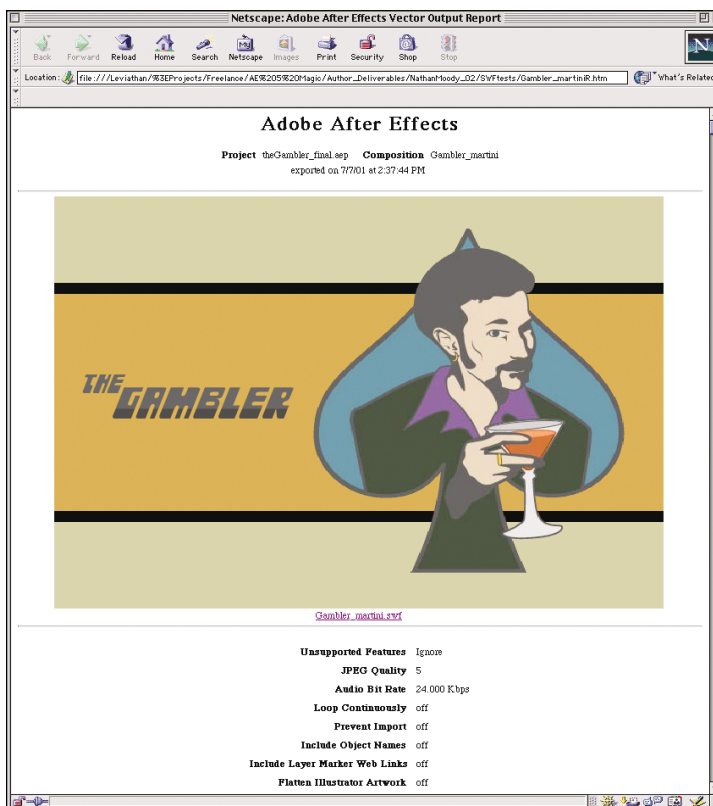 Netscape: Adobe After Effects Vector Output Report
Back Forward Reload Home Search Netscape Images Print Security Shop Stop
My
N
Location: file:///Leviathan/%3EProjects/Freelance/AE%205%20Magic/Author_Deliverables/NathanMoody_02/SWFtests/Gambler_martiniR.htm What's Related
Adobe After Effects
Project theGambler_final.aep Composition Gambler_martini
exported on 7/7/01 at 2:37:44 PM
THE
GAMBLER
Gambler_martini.swf
Unsupported Features Ignore
JPEG Quality 5
Audio Bit Rate 24.000 Kbps
Loop Continuously off
Prevent Import off
Include Object Names off
Include Layer Marker Web Links off
Flatten Illustrator Artwork off